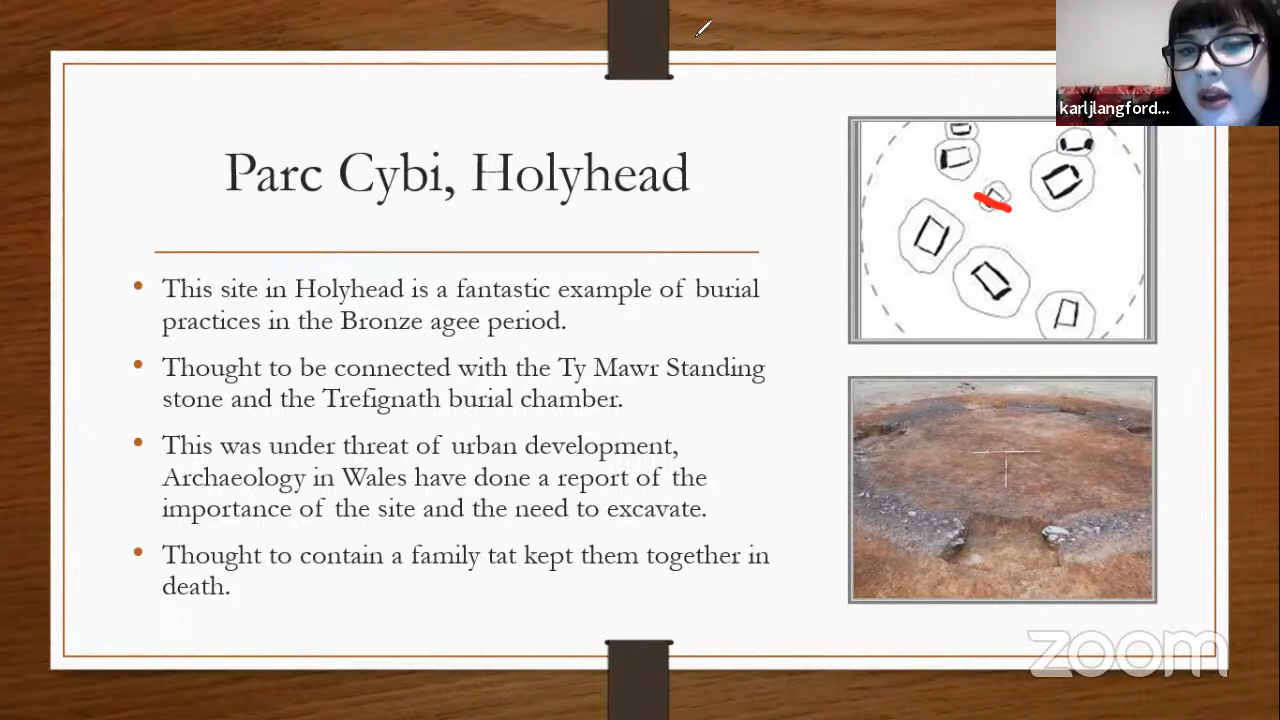 karljlangford...
Parc Cybi, Holyhead
This site in Holyhead is a fantastic example of burial
practices in the Bronze agee period.
Thought to be connected with the Ty Mawr Standing
stone and the Trefignath burial chamber.
This was under threat of urban development,
Archaeology in Wales have done a report of the
importance of the site and the need to excavate.
Thought to contain a family tat kept them together in
death.
zoom